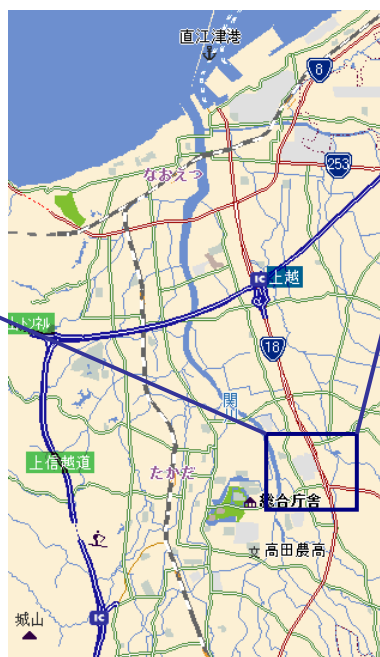 直江津港
8
253
なおえつ
IC
上越
トンネル
18
関川
上信越道
たかだ
総合庁舎
高田農高
IC
城山